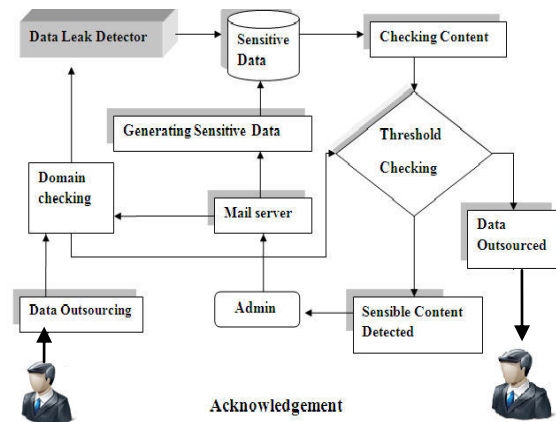 Data Leak Detector
Sensitive
Data
Checking Content
Generating Sensitive Data
Threshold
Checking
Domain
checking
Mail server
Data
Outsourced
Data Outsourcing
Admin
Sensible Content
Detected
Acknowledgement